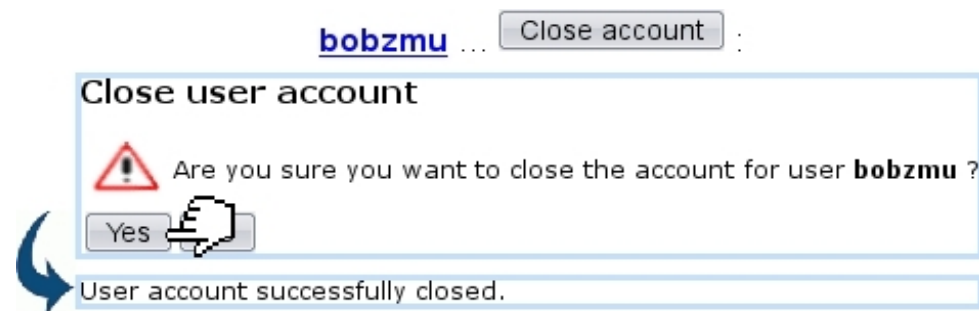 bobzmu ... Close account :
Close user account
Are you sure you want to close the account for user bobzmu ?
Yes
User account successfully closed.